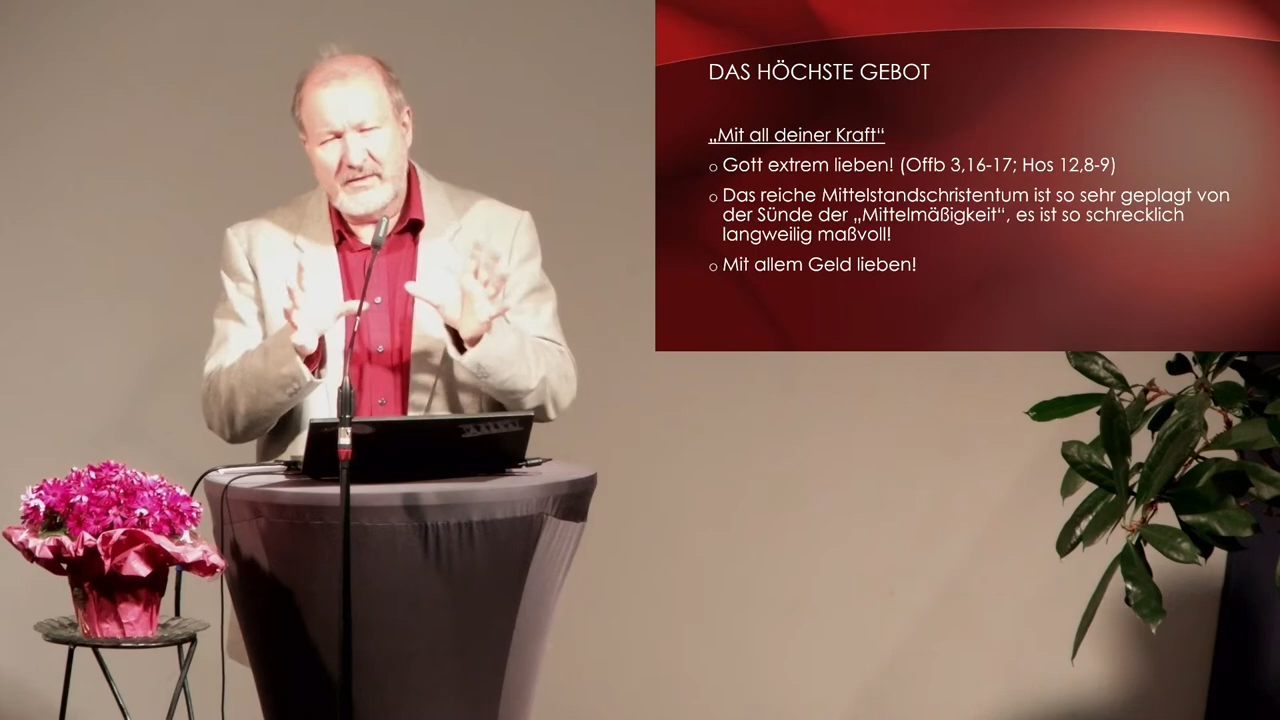 DAS HÖCHSTE GEBOT
„Mit all deiner Kraft“
o Gott extrem lieben! (Offb 3,16-17; Hos 12,8-9)
o Das reiche Mittelstandschristentum ist so sehr geplagt von
der Sünde der „Mittelmäßigkeit“, es ist so schrecklich
langweilig maßvoll!
o Mit allem Geld lieben!